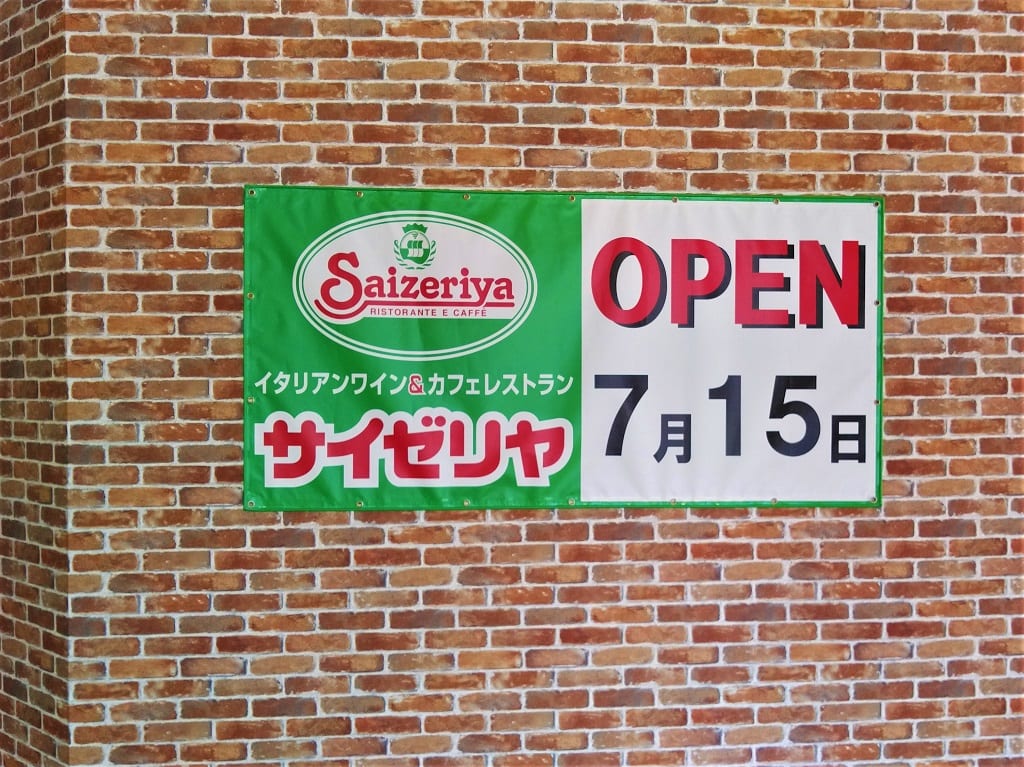 Saizeriya
RISTORANTE E CAFFÈ
イタリアンワイン&カフェレストラン
サイゼリヤ
OPEN
7月15日